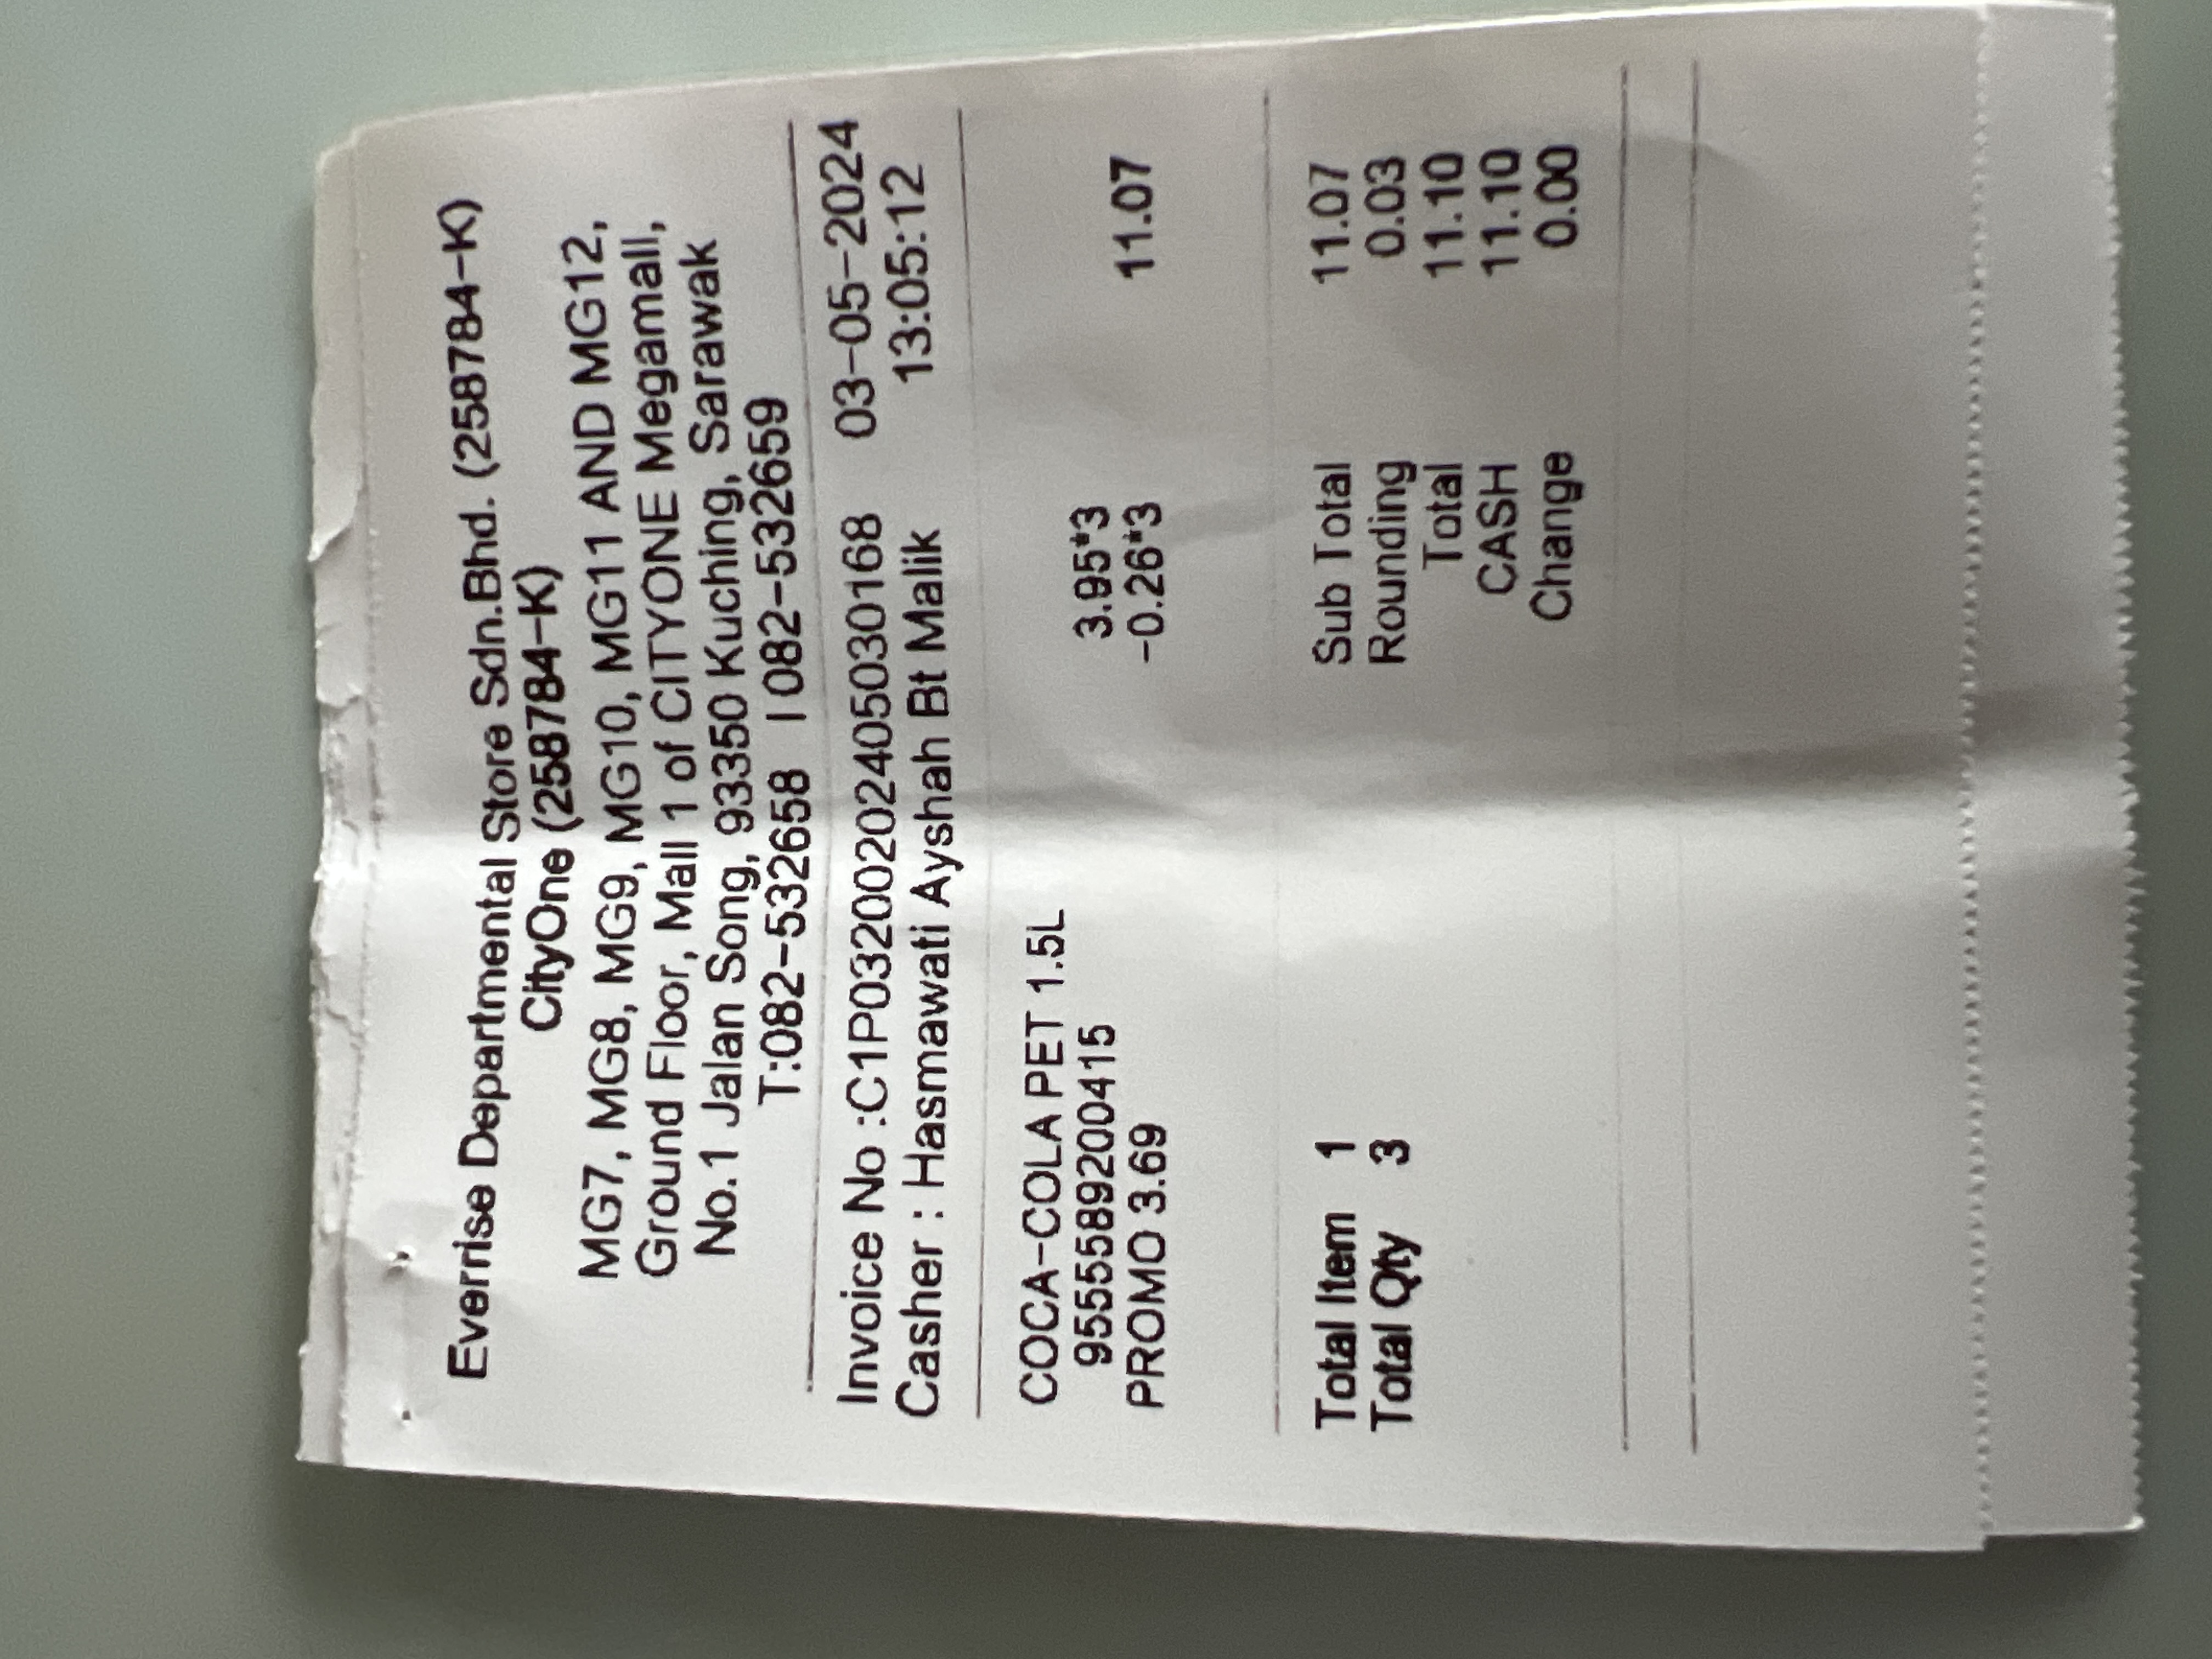 Everrise Departmental Store Sdn.Bhd. (258784-K)
CityOne (258784-K)
MG7, MG8, MG9, MG10, MG11 AND MG12,
Ground Floor, Mall 1 of CITYONE Megamall,
No.1 Jalan Song, 93350 Kuching, Sarawak
T:082-532658 I 082-532659
Invoice No :C1P032002202405030168 03-05-2024
Casher : Hasmawati Ayshah Bt Malik 13:05:12
COCA-COLA PET 1.5L
9555589200415 3.95*3
PROMO 3.69 -0.26*3 11.07
Total Item 1 Sub Total 11.07
Total Qty 3 Rounding 0.03
Total 11.10
CASH 11.10
Change 0.00